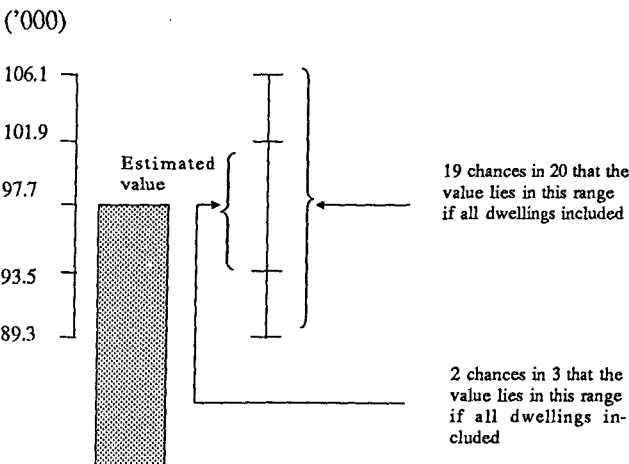 ('000)
106.1
101.9
Estimated
value
97.7
93.5
89.3
19 chances in 20 that the
value lies in this range
if all dwellings included
2 chances in 3 that the
value lies in this range
if all dwellings in-
cluded